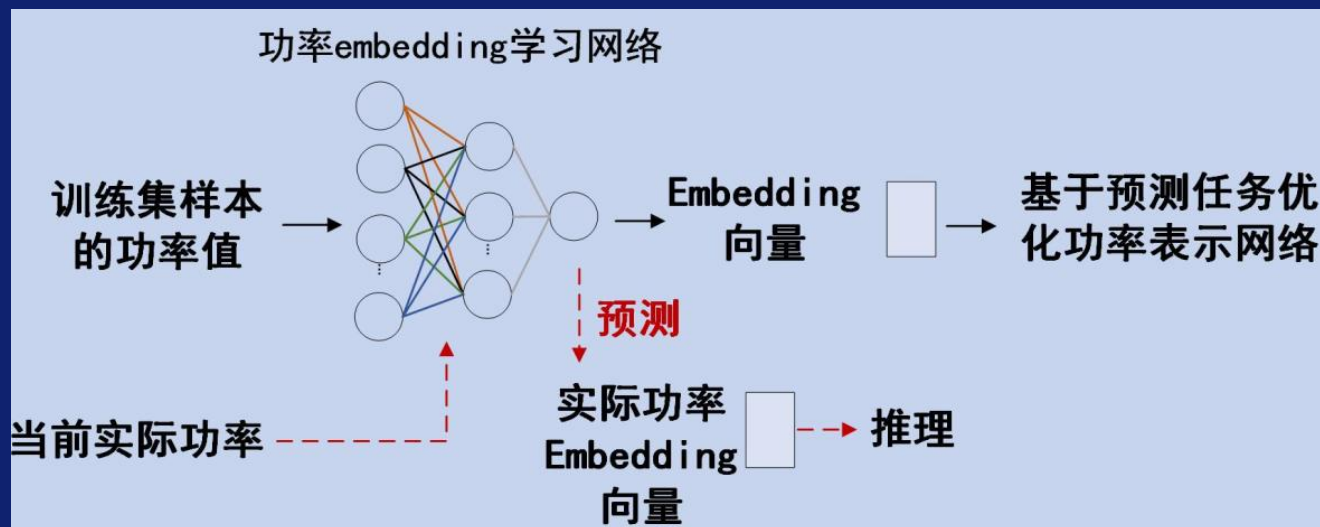 功率embedding学习网络
训练集样本
的功率值
Embedding
向量
基于预测任务优
化功率表示网络
预测
当前实际功率
实际功率
Embedding
向量
推理